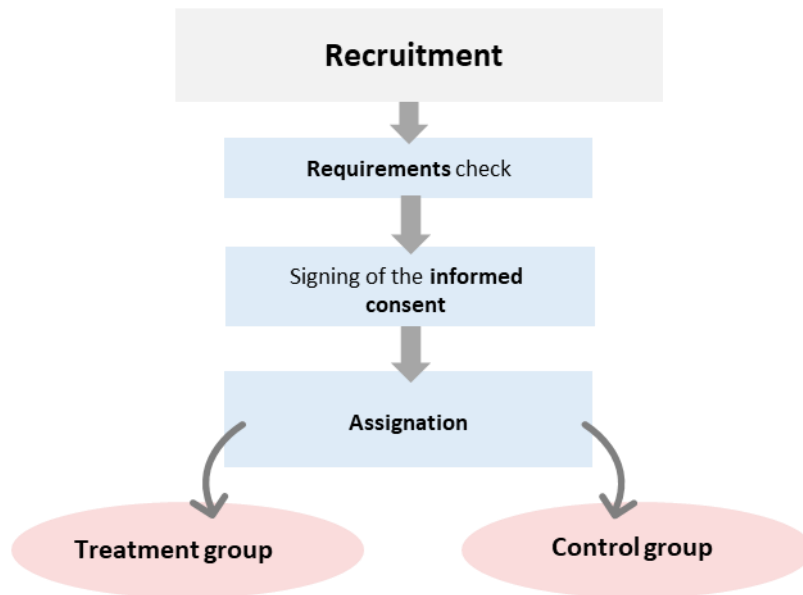 Recruitment
Requirements check
Signing of the informed
consent
Assignation
Treatment group
Control group